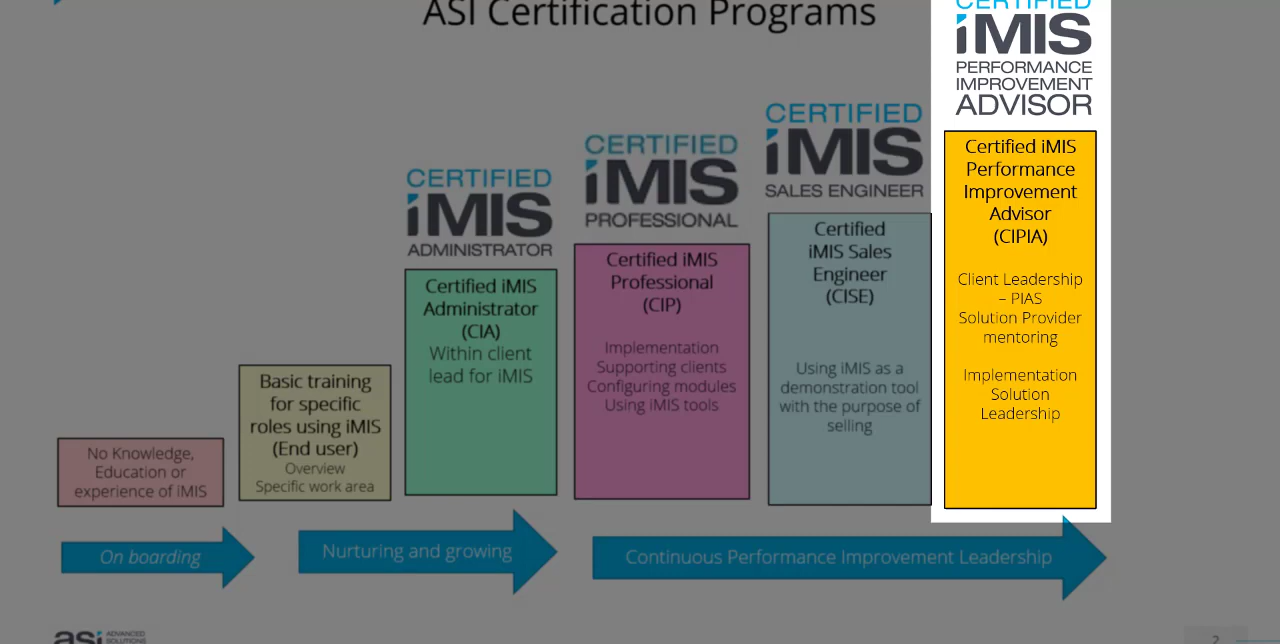 ASI Certification Programs
CERTIFIED
iMIS
PERFORMANCE
IMPROVEMENT
ADVISOR
CERTIFIED
iMIS
SALES ENGINEER
CERTIFIED
iMIS
PROFESSIONAL
CERTIFIED
iMIS
ADMINISTRATOR
No Knowledge,
Education or
experience of iMIS
Basic training
for specific
roles using iMIS
(End user)
Overview
Specific work area
Certified iMIS
Administrator
(CIA)
Within client
lead for iMIS
Certified iMIS
Professional
(CIP)
Implementation
Supporting clients
Configuring modules
Using iMIS tools
Certified
iMIS Sales
Engineer
(CISE)
Using iMIS as a
demonstration tool
with the purpose of
selling
Certified iMIS
Performance
Improvement
Advisor
(CIPIA)
Client Leadership
– PIAS
Solution Provider
mentoring
Implementation
Solution
Leadership
On boarding
Nurturing and growing
Continuous Performance Improvement Leadership
asi ADVANCED
SOLUTIONS
2